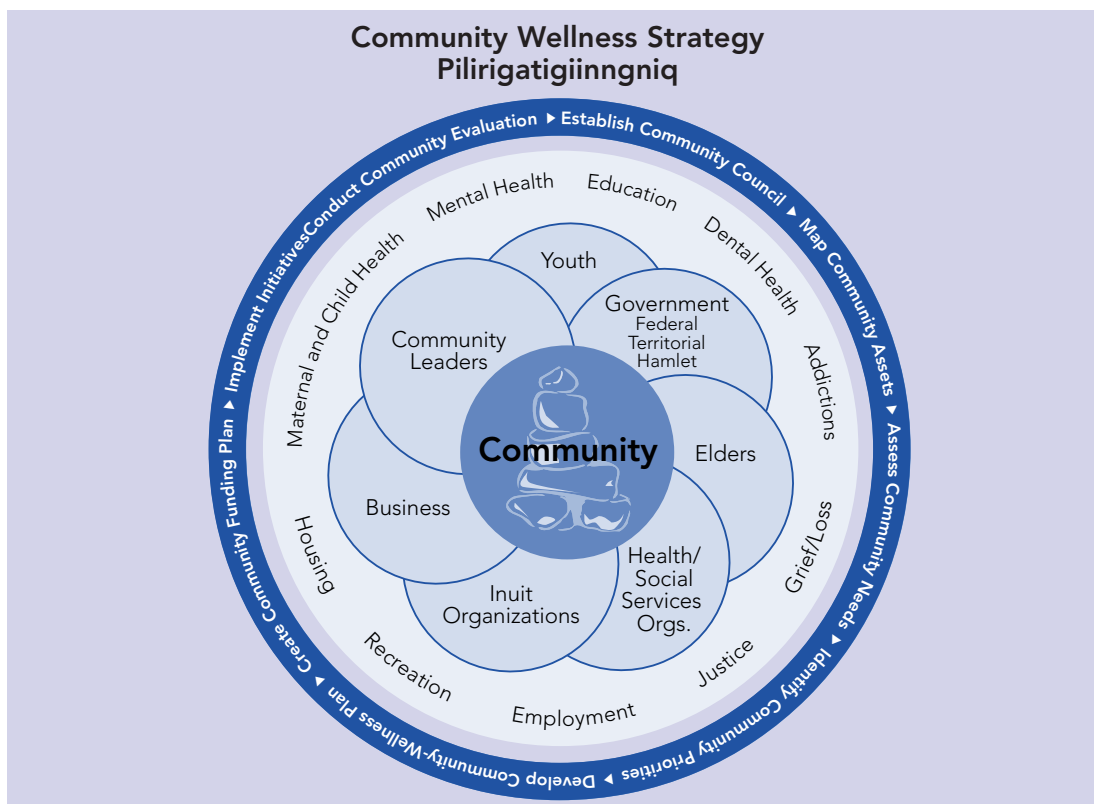 Community Wellness Strategy
Pilirigatigiinngniq
Establish Community Council ▶ Map Community Assets ▶ Assess Community Needs ▶ Identify Community Priorities ▶ Develop Community-Wellness Plan ▶ Create Community Funding Plan ▶ Implement InitiativesConduct Community Evaluation ▶
Mental Health
Education
Dental Health
Addictions
Grief/Loss
Justice
Employment
Recreation
Housing
Maternal and Child Health
Youth
Government
Federal
Territorial
Hamlet
Elders
Health/
Social
Services
Orgs.
Inuit
Organizations
Business
Community
Leaders
Community